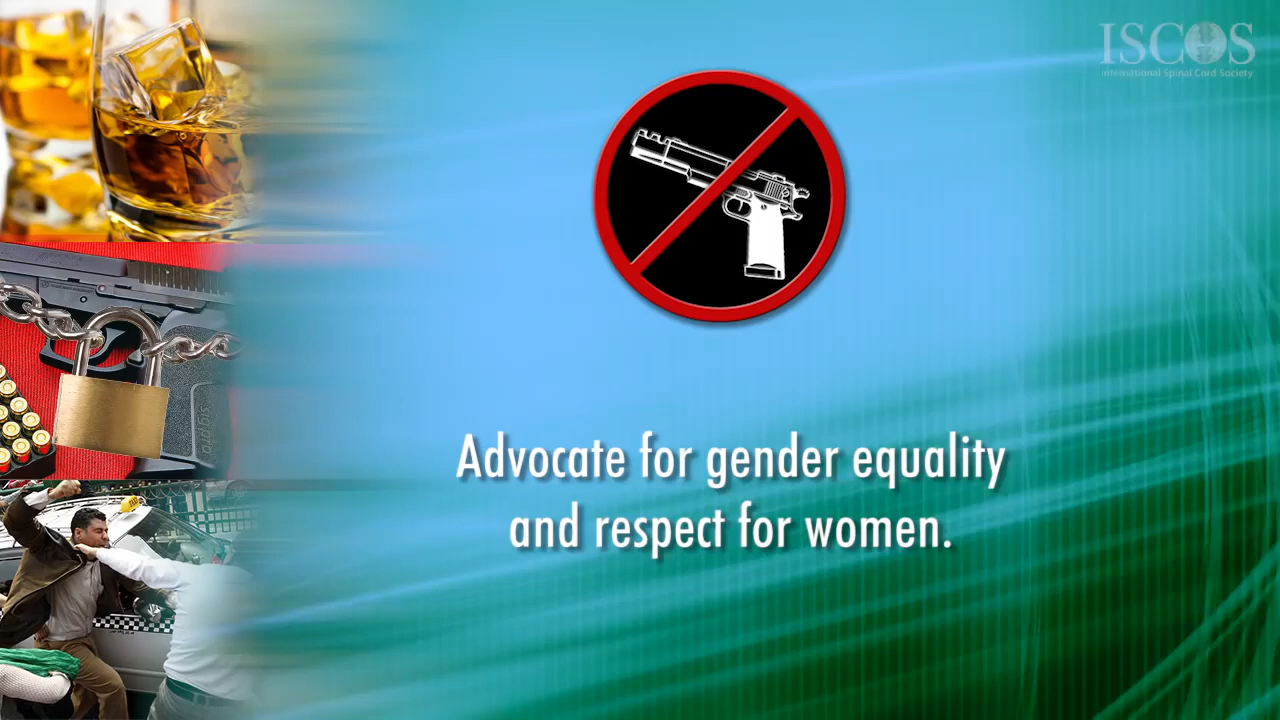 ISCOS
International Spinal Cord Society
Advocate for gender equality
and respect for women.